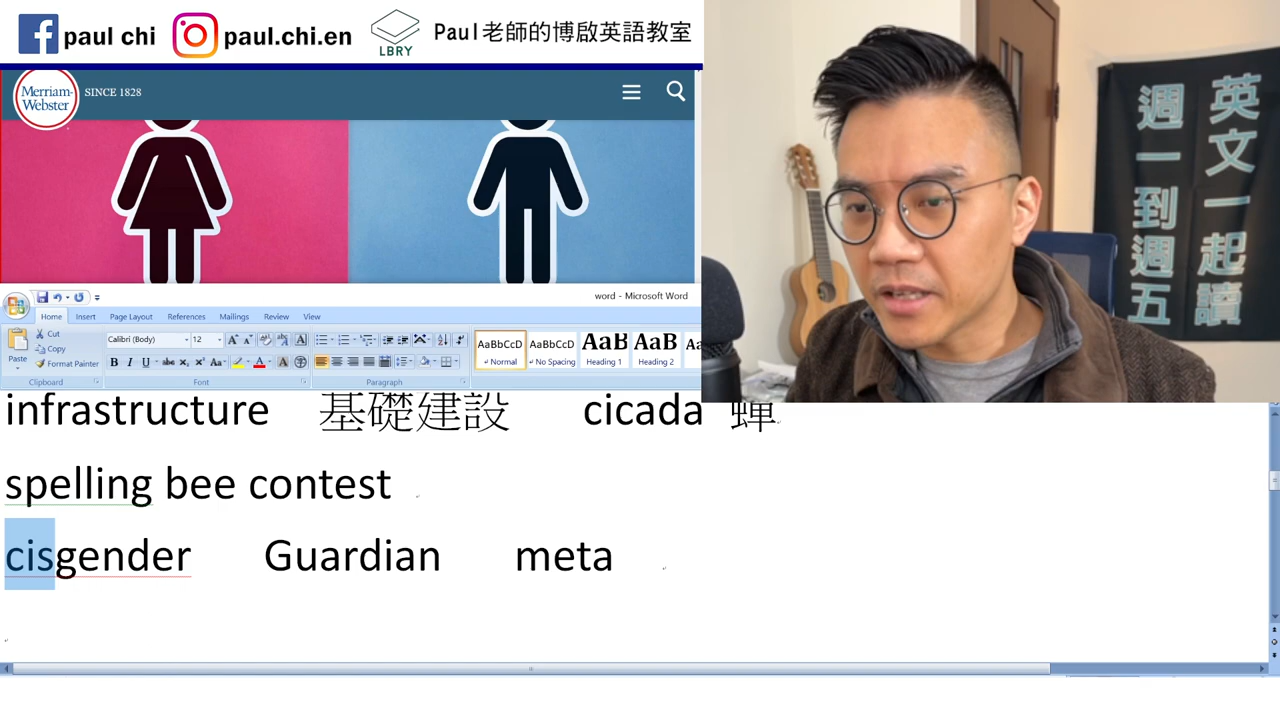 paul chi paul.chi.en LBRY Paul老師的博啟英語教室
Merriam-Webster SINCE 1828
word - Microsoft Word
Home Insert Page Layout References Mailings Review View
Paste Cut Copy Format Painter
Calibri (Body) 12
AaBbCcD AaBbCcD AaBbC AaB
Normal No Spacing Heading 1 Heading 2
Clipboard Font Paragraph
infrastructure 基礎建設 cicada 蟬
spelling bee contest
cisgender Guardian meta
英文一起讀
週一到週五